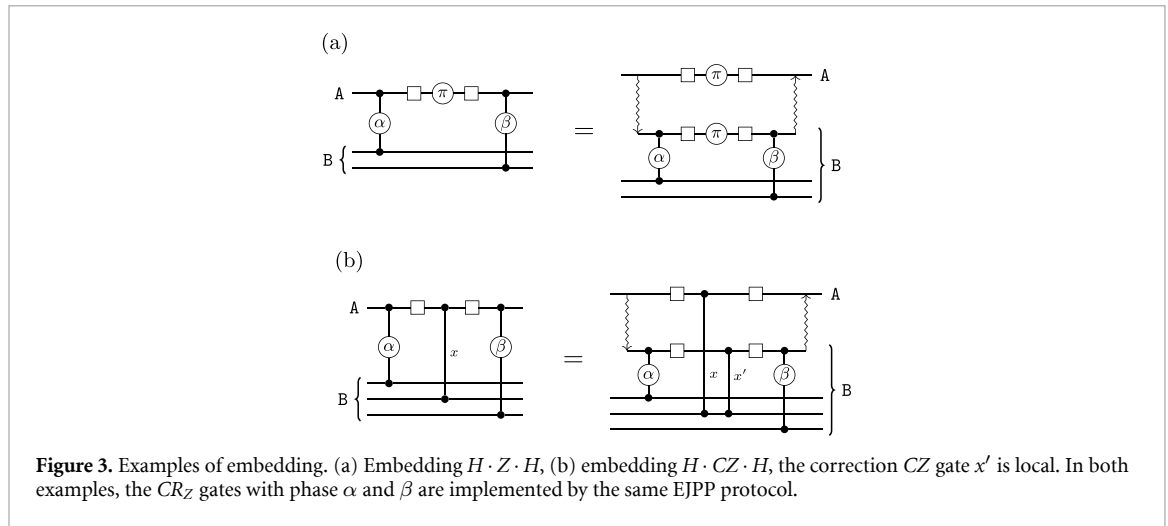 (a)
A π α β B { = π A π α β } B
(b)
A α x β B { = A α x x′ β } B
Figure 3. Examples of embedding. (a) Embedding H · Z · H, (b) embedding H · CZ · H, the correction CZ gate x′ is local. In both
examples, the CR_Z gates with phase α and β are implemented by the same EJPP protocol.